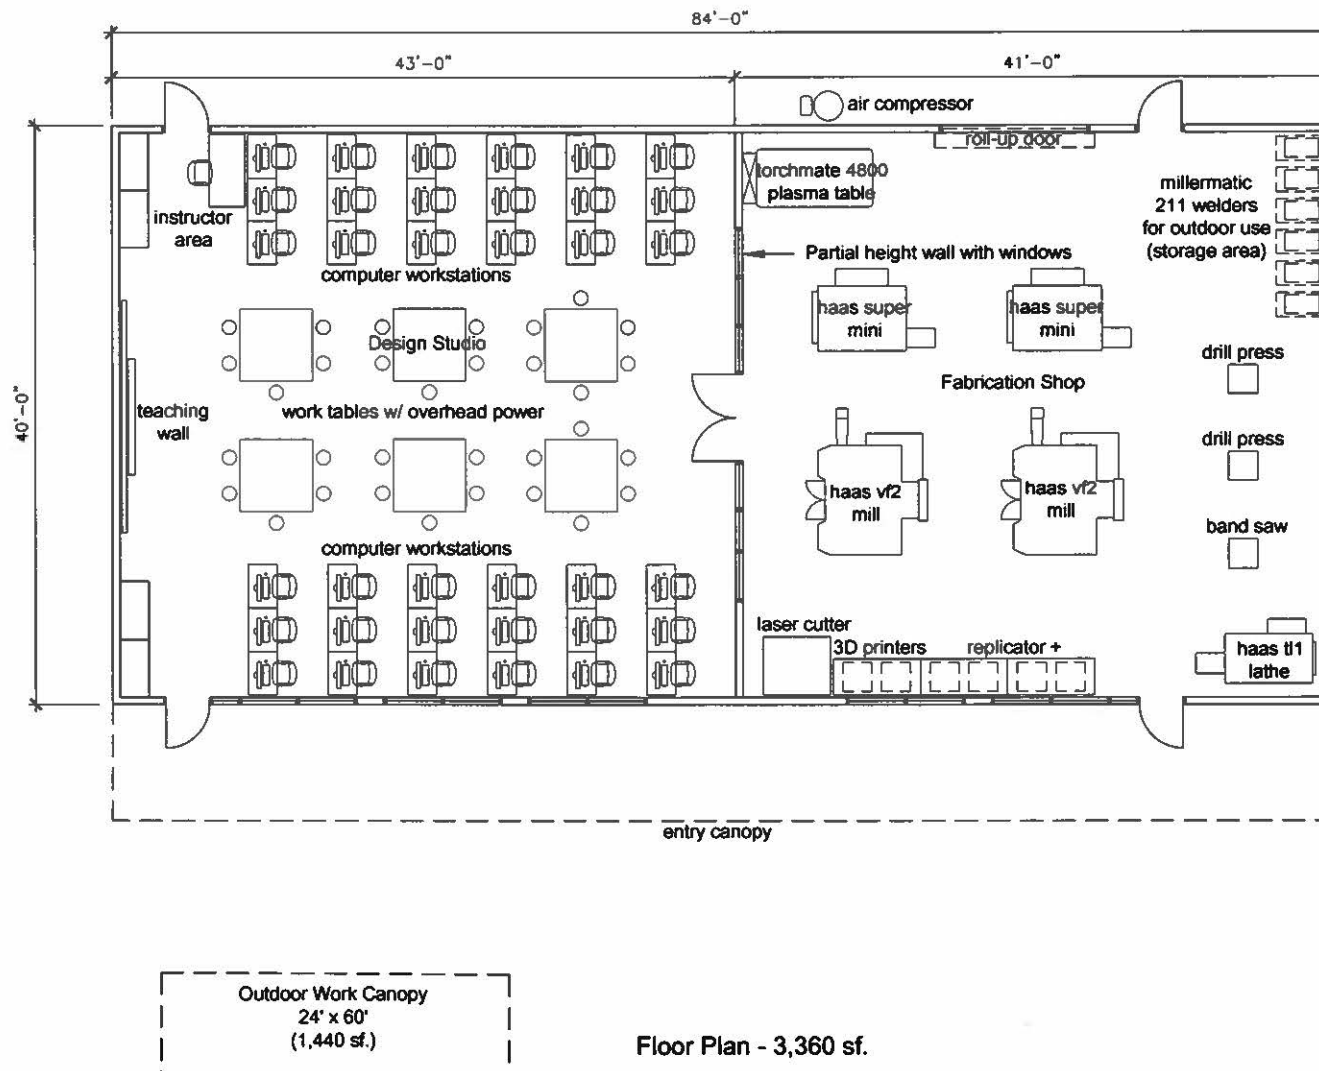 84'-0"
43'-0"
41'-0"
40'-0"
air compressor
roll-up door
torchmate 4800
plasma table
millermatic
211 welders
for outdoor use
(storage area)
instructor
area
Partial height wall with windows
computer workstations
haas super
mini
haas super
mini
Design Studio
drill press
Fabrication Shop
teaching
wall
work tables w/ overhead power
drill press
haas vf2
mill
haas vf2
mill
band saw
computer workstations
laser cutter
3D printers
replicator +
haas tl1
lathe
entry canopy
Outdoor Work Canopy
24' x 60'
(1,440 sf.)
Floor Plan - 3,360 sf.